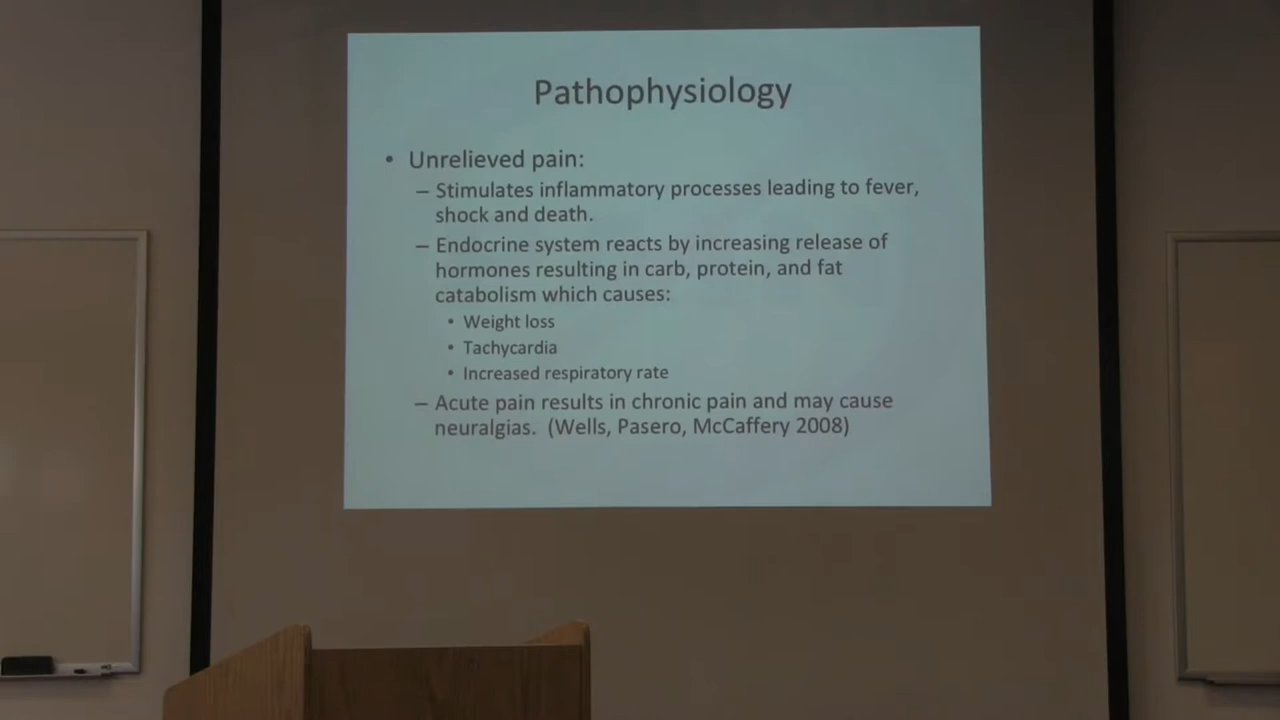 Pathophysiology
• Unrelieved pain:
– Stimulates inflammatory processes leading to fever,
shock and death.
– Endocrine system reacts by increasing release of
hormones resulting in carb, protein, and fat
catabolism which causes:
• Weight loss
• Tachycardia
• Increased respiratory rate
– Acute pain results in chronic pain and may cause
neuralgias. (Wells, Pasero, McCaffery 2008)